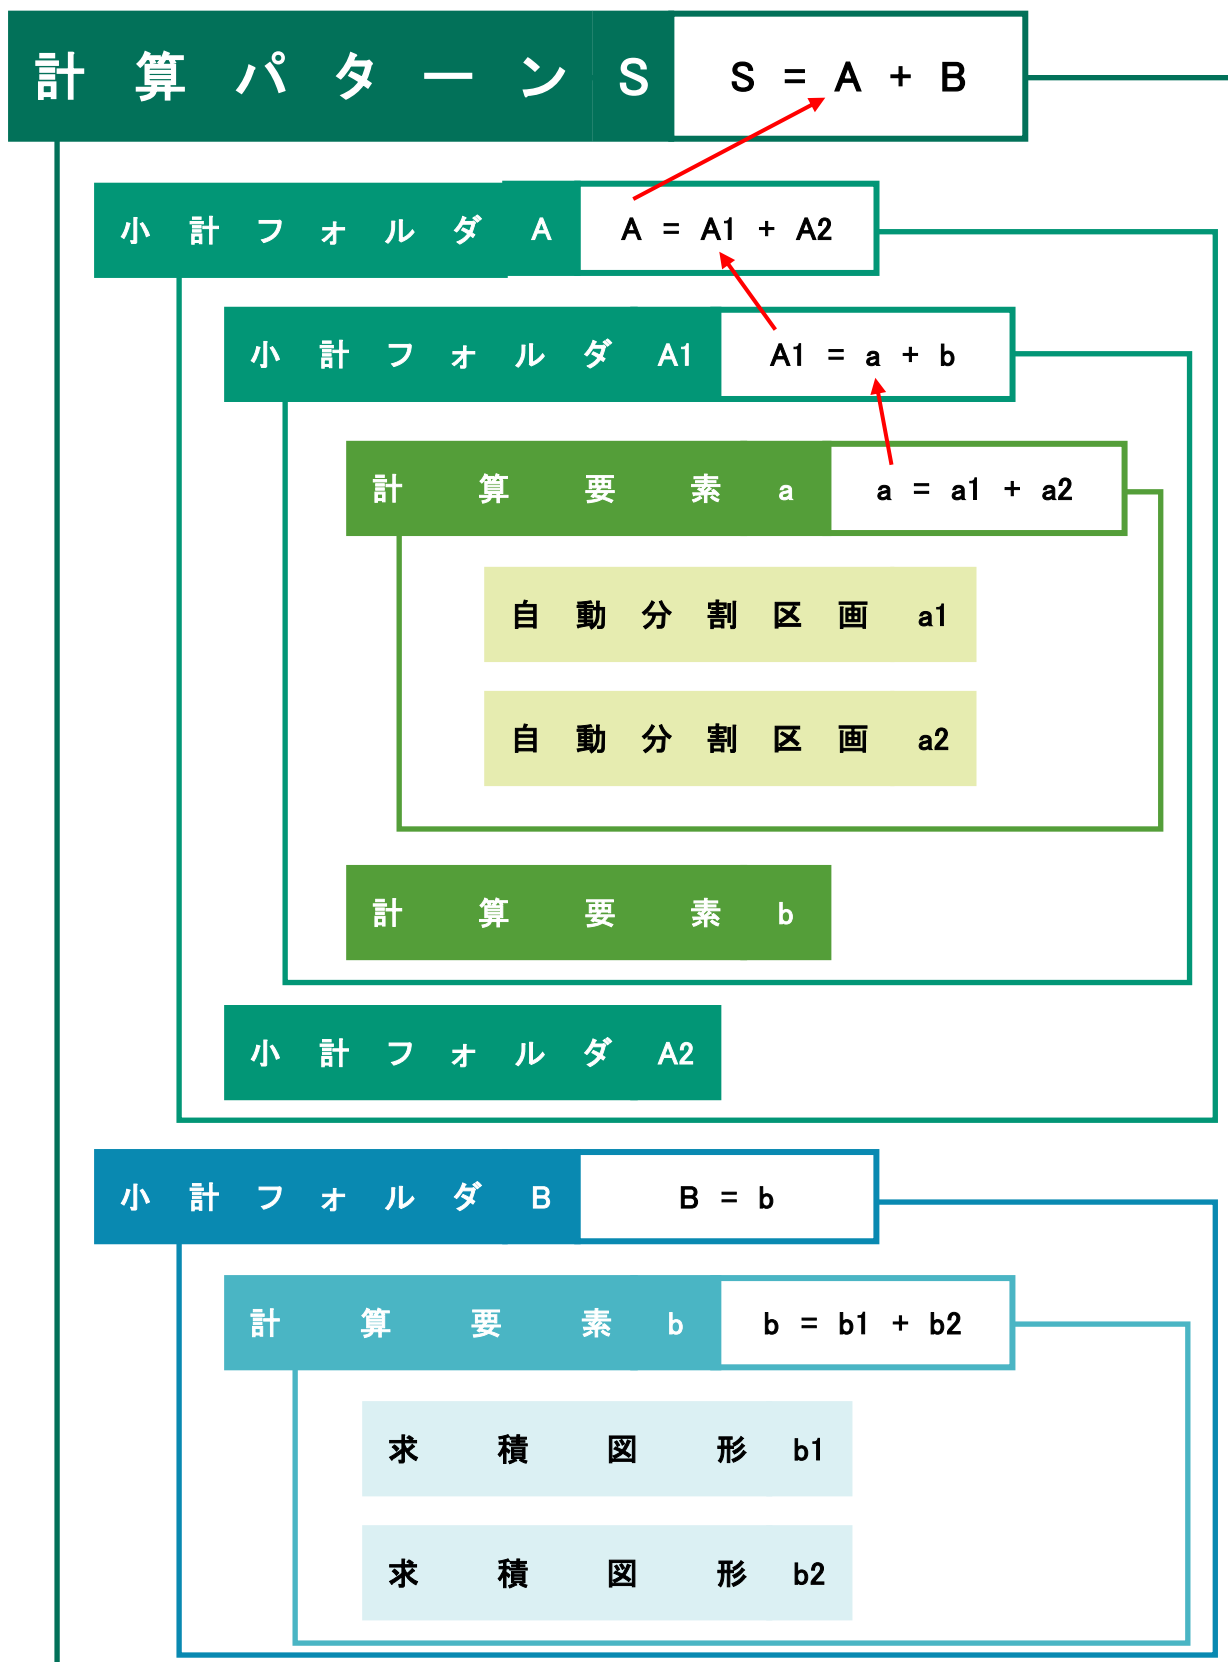 計算パターンS S = A + B
小計フォルダ A A = A1 + A2
小計フォルダ A1 A1 = a + b
計算要素 a a = a1 + a2
自動分割区画 a1
自動分割区画 a2
計算要素 b
小計フォルダ A2
小計フォルダ B B = b
計算要素 b b = b1 + b2
求積図形 b1
求積図形 b2